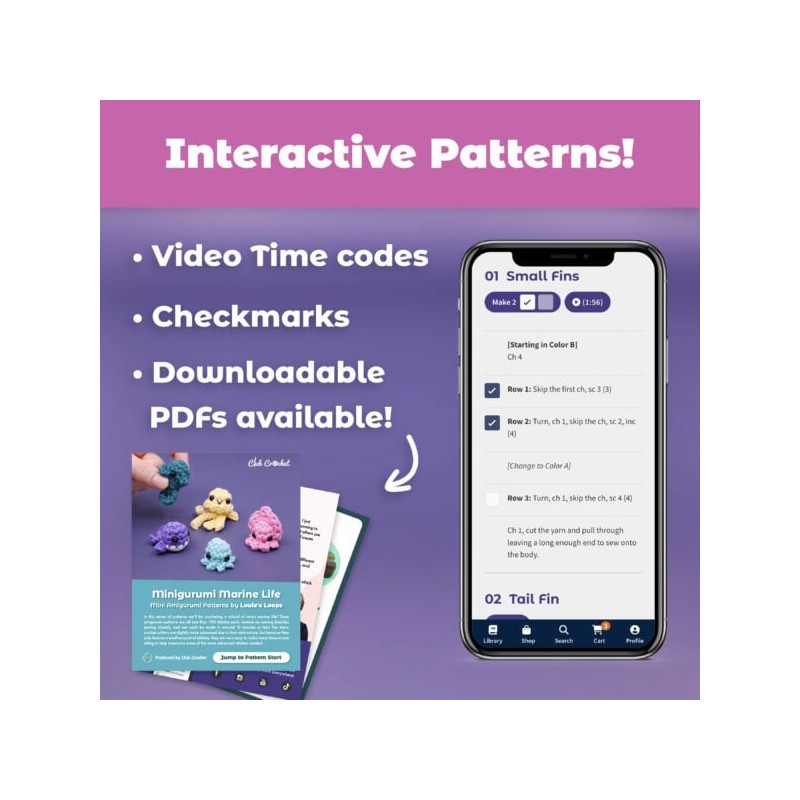 Interactive Patterns!
• Video Time codes
• Checkmarks
• Downloadable
PDFs available!
01 Small Fins
Make 2
(1:56)
[Starting in Color B]
Ch 4
Row 1: Skip the first ch, sc 3 (3)
Row 2: Turn, ch 1, skip the ch, sc 2, inc
(4)
[Change to Color A]
Row 3: Turn, ch 1, skip the ch, sc 4 (4)
Ch 1, cut the yarn and pull through
leaving a long enough end to sew onto
the body.
02 Tail Fin
Library Shop Search Cart Profile
3
Club Crochet
Minigurumi Marine Life
Mini Amigurumi Patterns by Louie's Loops
Produced by Club Crochet
Jump to Pattern Start